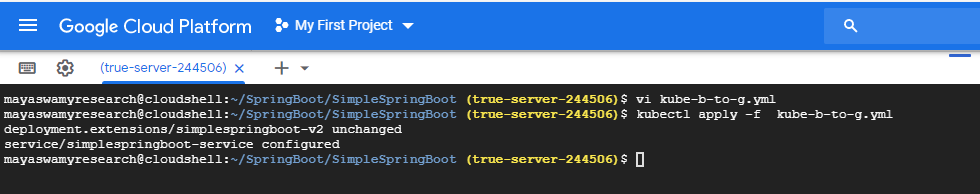 Google Cloud Platform My First Project
(true-server-244506) × +
mayaswamyresearch@cloudshell:~/SpringBoot/SimpleSpringBoot (true-server-244506)$ vi kube-b-to-g.yml
mayaswamyresearch@cloudshell:~/SpringBoot/SimpleSpringBoot (true-server-244506)$ kubectl apply -f  kube-b-to-g.yml
deployment.extensions/simplespringboot-v2 unchanged
service/simplespringboot-service configured
mayaswamyresearch@cloudshell:~/SpringBoot/SimpleSpringBoot (true-server-244506)$